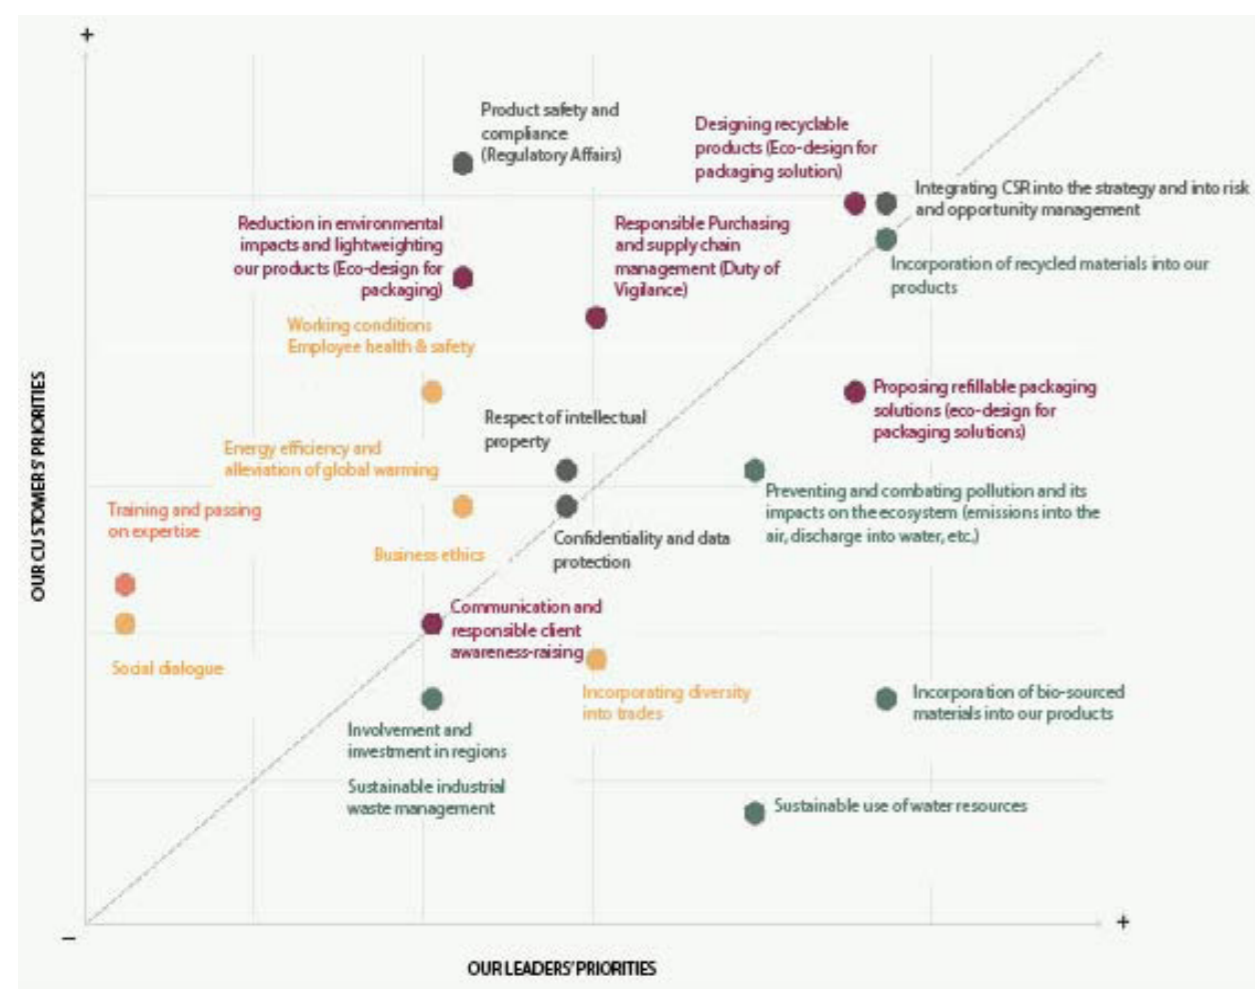 +
Product safety and
compliance
(Regulatory Affairs)
Designing recyclable
products (Eco-design for
packaging solution)
Integrating CSR into the strategy and into risk
and opportunity management
Reduction in environmental
impacts and lightweighting
our products (Eco-design for
packaging)
Responsible Purchasing
and supply chain
management (Duty of
Vigilance)
Incorporation of recycled materials into our
products
Working conditions
Employee health & safety
Proposing refillable packaging
solutions (eco-design for
packaging solutions)
Respect of intellectual
property
Energy efficiency and
alleviation of global warming
Preventing and combating pollution and its
impacts on the ecosystem (emissions into the
air, discharge into water, etc.)
Training and passing
on expertise
Business ethics
Confidentiality and data
protection
Communication and
responsible client
awareness-raising
Social dialogue
Incorporating diversity
into trades
Incorporation of bio-sourced
materials into our products
Involvement and
investment in regions
Sustainable industrial
waste management
Sustainable use of water resources
OUR CUSTOMERS' PRIORITIES
–
+
OUR LEADERS' PRIORITIES